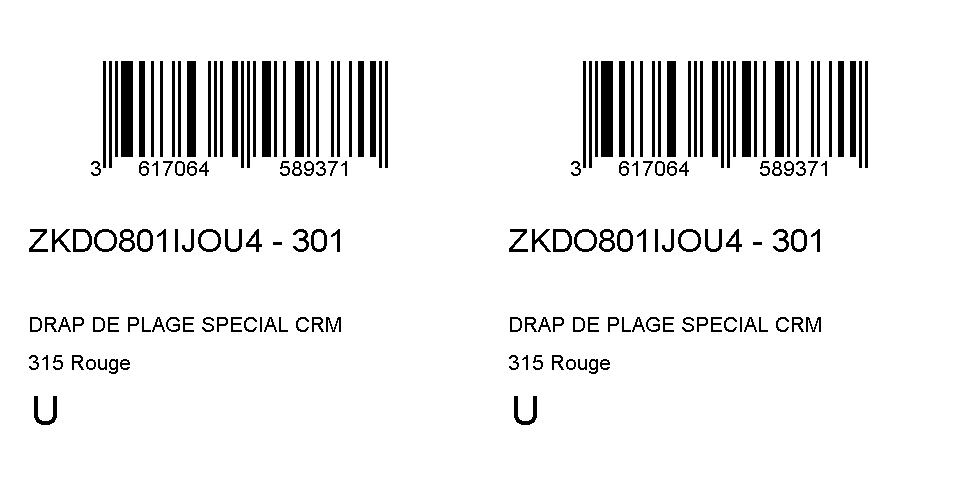 3 617064 589371
ZKDO801IJOU4 - 301
DRAP DE PLAGE SPECIAL CRM
315 Rouge
U
3 617064 589371
ZKDO801IJOU4 - 301
DRAP DE PLAGE SPECIAL CRM
315 Rouge
U